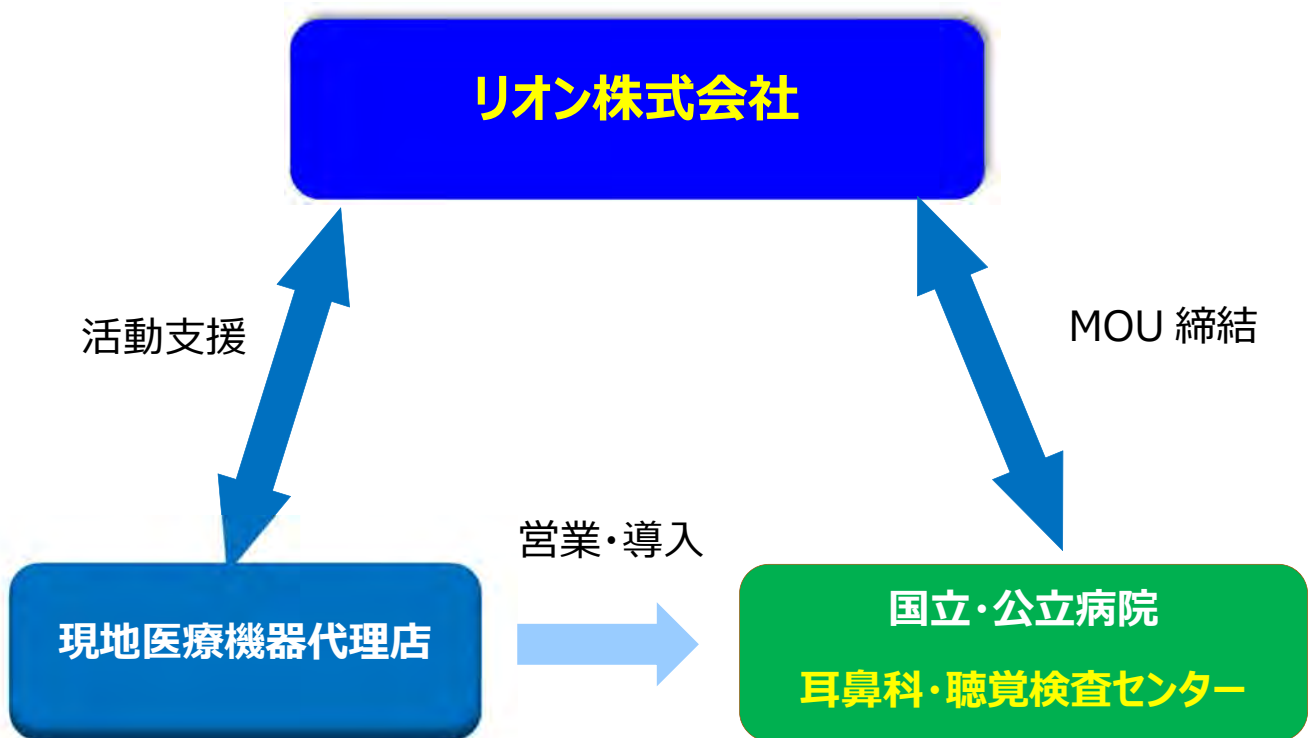 リオン株式会社
活動支援
MOU 締結
営業・導入
現地医療機器代理店
国立・公立病院
耳鼻科・聴覚検査センター